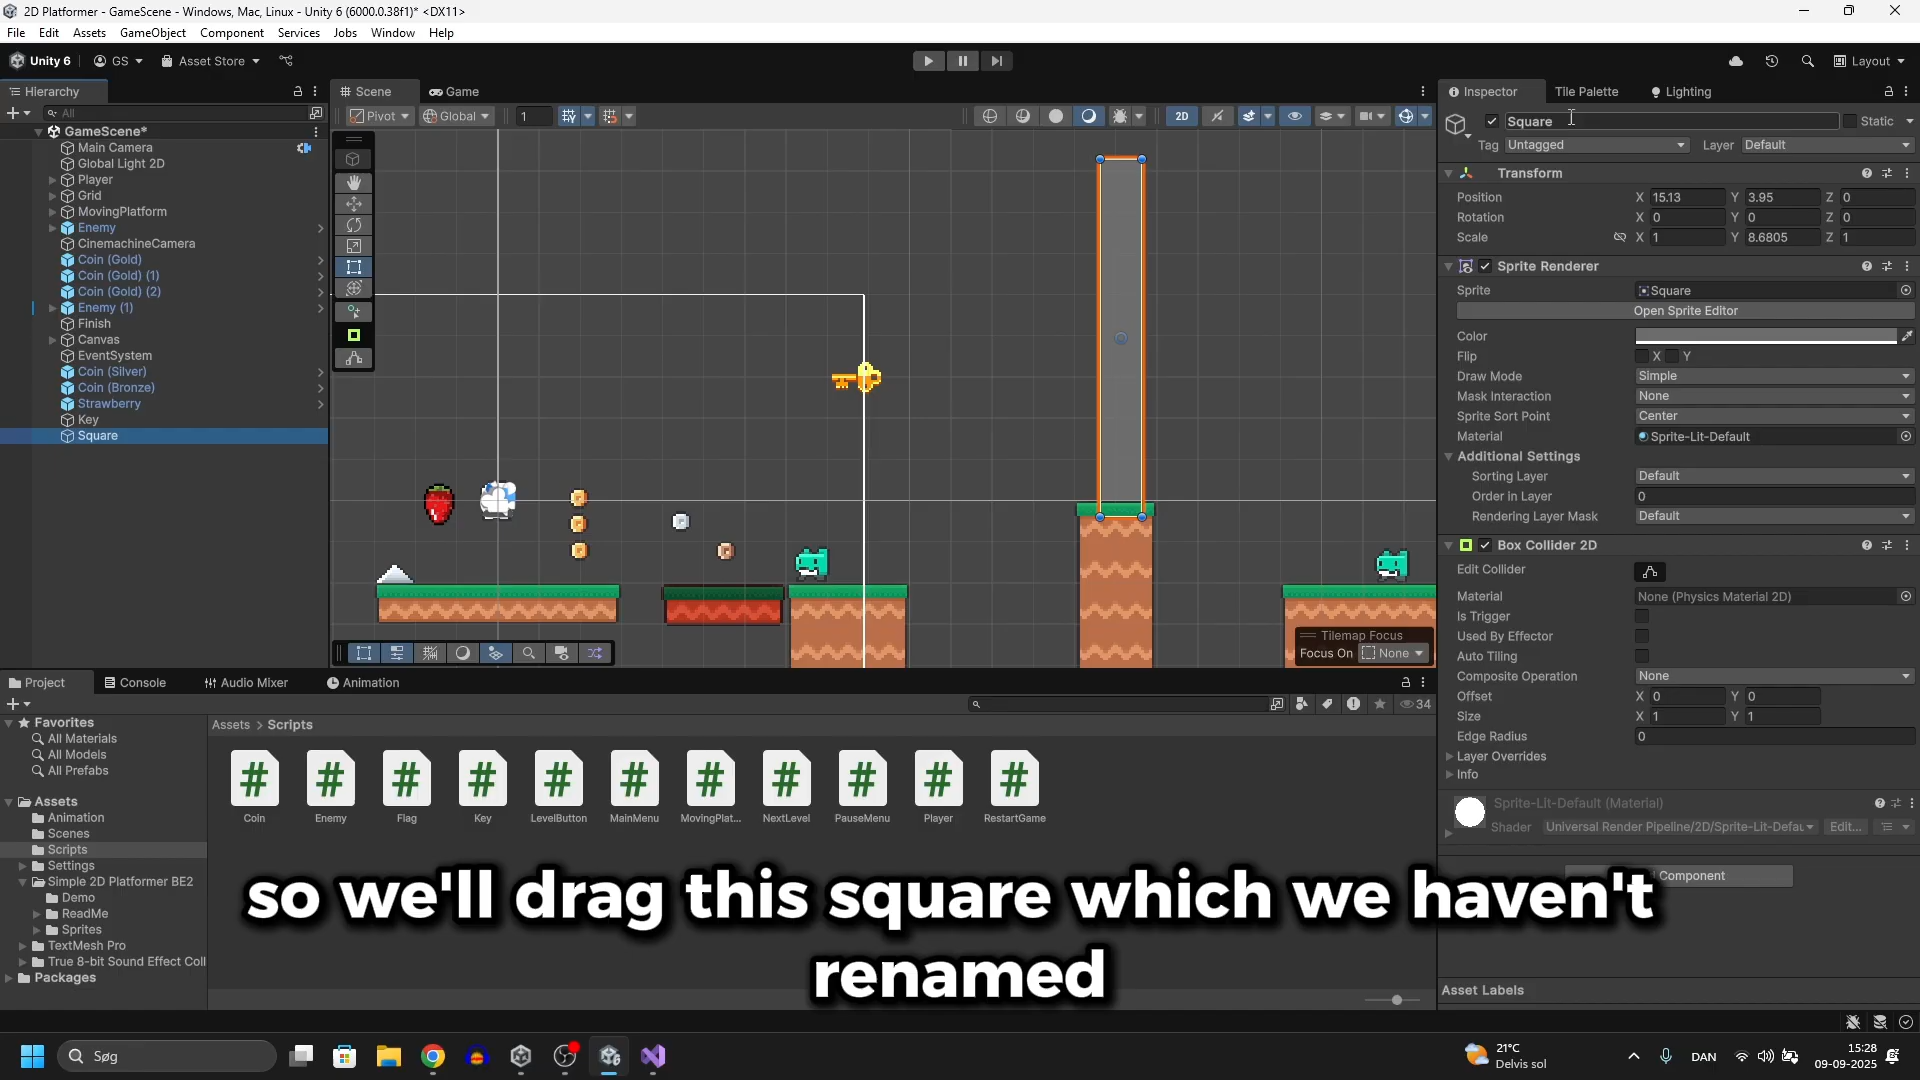 2D Platformer - GameScene - Windows, Mac, Linux - Unity 6 (6000.0.38f1)* <DX11>
File Edit Assets GameObject Component Services Jobs Window Help
Unity 6 GS Asset Store Layout
Hierarchy
All
GameScene*
Main Camera
Global Light 2D
Player
Grid
MovingPlatform
Enemy
CinemachineCamera
Coin (Gold)
Coin (Gold) (1)
Coin (Gold) (2)
Enemy (1)
Finish
Canvas
EventSystem
Coin (Silver)
Coin (Bronze)
Strawberry
Key
Square
Scene Game
Pivot Global 1 2D
Tilemap Focus
Focus On None
Inspector Tile Palette Lighting
Square Static
Tag Untagged Layer Default
Transform
Position X 15.13 Y 3.95 Z 0
Rotation X 0 Y 0 Z 0
Scale X 1 Y 8.6805 Z 1
Sprite Renderer
Sprite Square
Open Sprite Editor
Color
Flip X Y
Draw Mode Simple
Mask Interaction None
Sprite Sort Point Center
Material Sprite-Lit-Default
Additional Settings
Sorting Layer Default
Order in Layer 0
Rendering Layer Mask Default
Box Collider 2D
Edit Collider
Material None (Physics Material 2D)
Is Trigger
Used By Effector
Auto Tiling
Composite Operation None
Offset X 0 Y 0
Size X 1 Y 1
Edge Radius 0
Layer Overrides
Info
Sprite-Lit-Default (Material)
Shader Universal Render Pipeline/2D/Sprite-Lit-Defau Edit...
Component
Asset Labels
Project Console Audio Mixer Animation
34
Favorites
All Materials
All Models
All Prefabs
Assets
Animation
Scenes
Scripts
Settings
Simple 2D Platformer BE2
Demo
ReadMe
Sprites
TextMesh Pro
True 8-bit Sound Effect Coll
Packages
Assets > Scripts
Coin Enemy Flag Key LevelButton MainMenu MovingPlat... NextLevel PauseMenu Player RestartGame
so we'll drag this square which we haven't
renamed
Søg
21°C
Delvis sol
DAN
15:28
09-09-2025